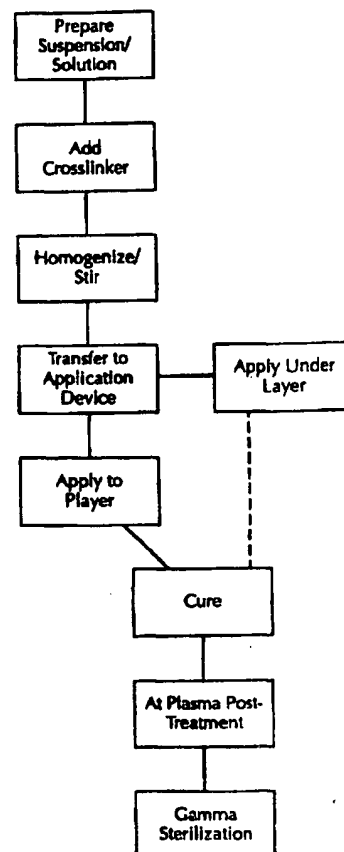 Prepare
Suspension/
Solution
Add
Crosslinker
Homogenize/
Stir
Transfer to
Application
Device
Apply Under
Layer
Apply to
Player
Cure
At Plasma Post-
Treatment
Gamma
Sterilization